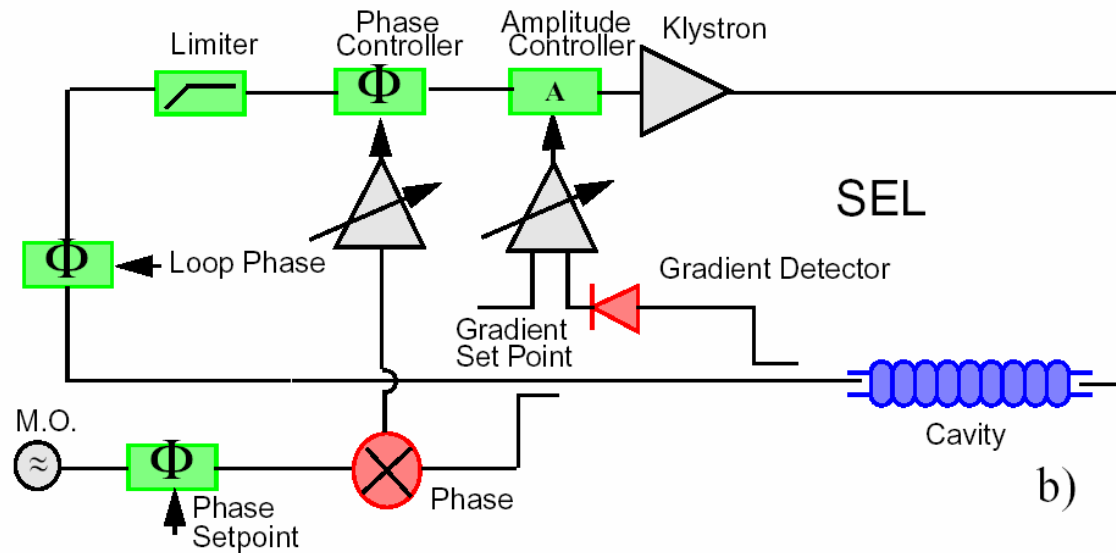 Limiter
Phase
Controller
Amplitude
Controller
Klystron
Φ
A
SEL
Φ
Loop Phase
Gradient Detector
Gradient
Set Point
M.O.
≈
Φ
Cavity
Phase
Phase
Setpoint
b)